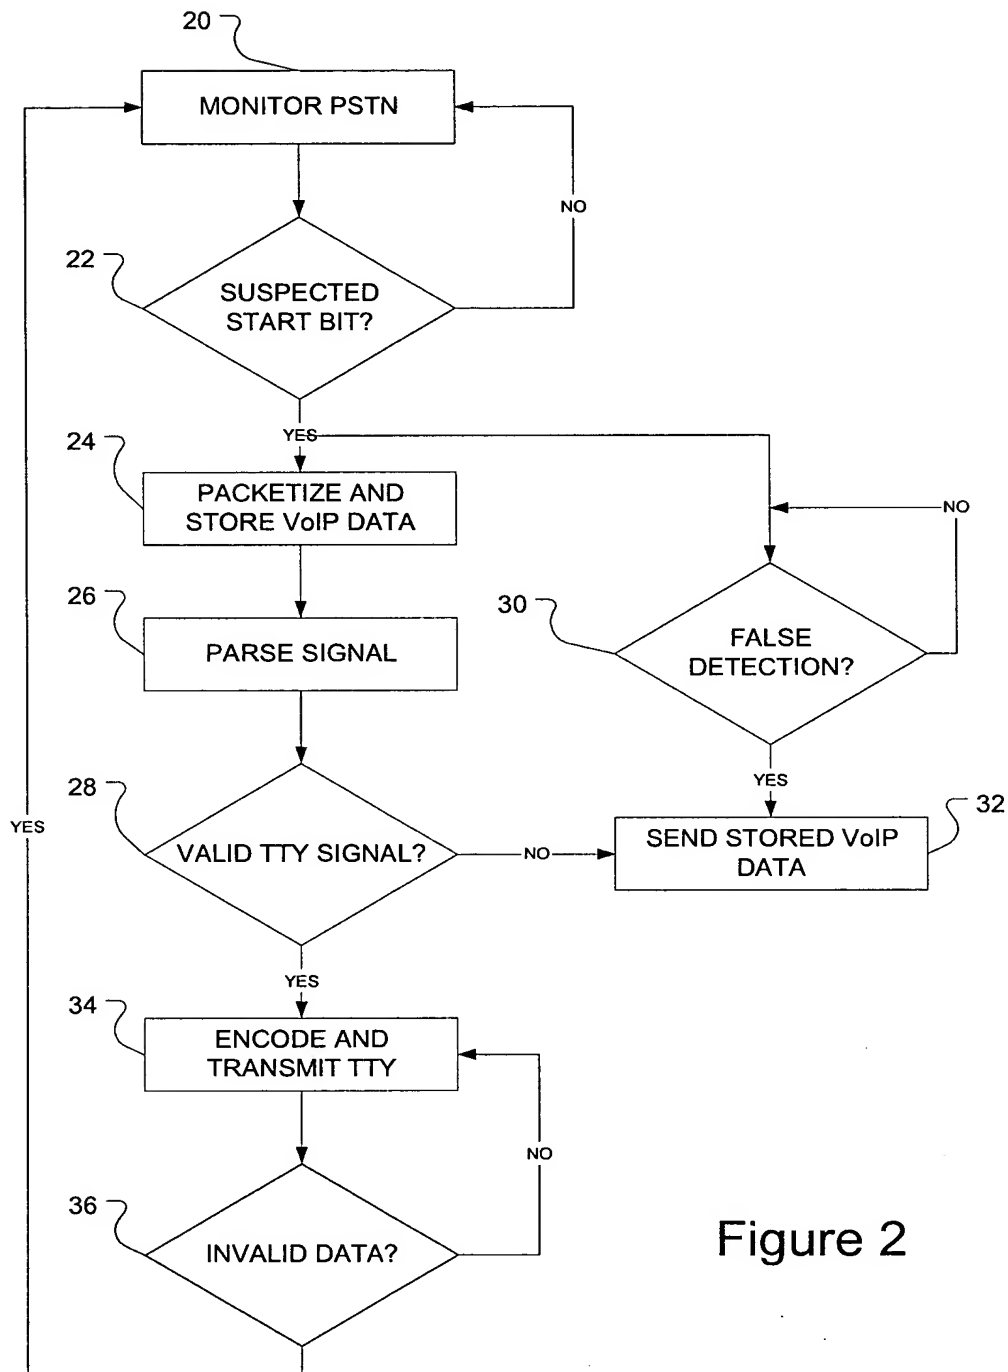 20
MONITOR PSTN
NO
22
SUSPECTED
START BIT?
YES
24
PACKETIZE AND
STORE VoIP DATA
NO
26
PARSE SIGNAL
30
FALSE
DETECTION?
YES
28
VALID TTY SIGNAL?
NO
32
SEND STORED VoIP
DATA
YES
YES
34
ENCODE AND
TRANSMIT TTY
NO
36
INVALID DATA?
Figure 2